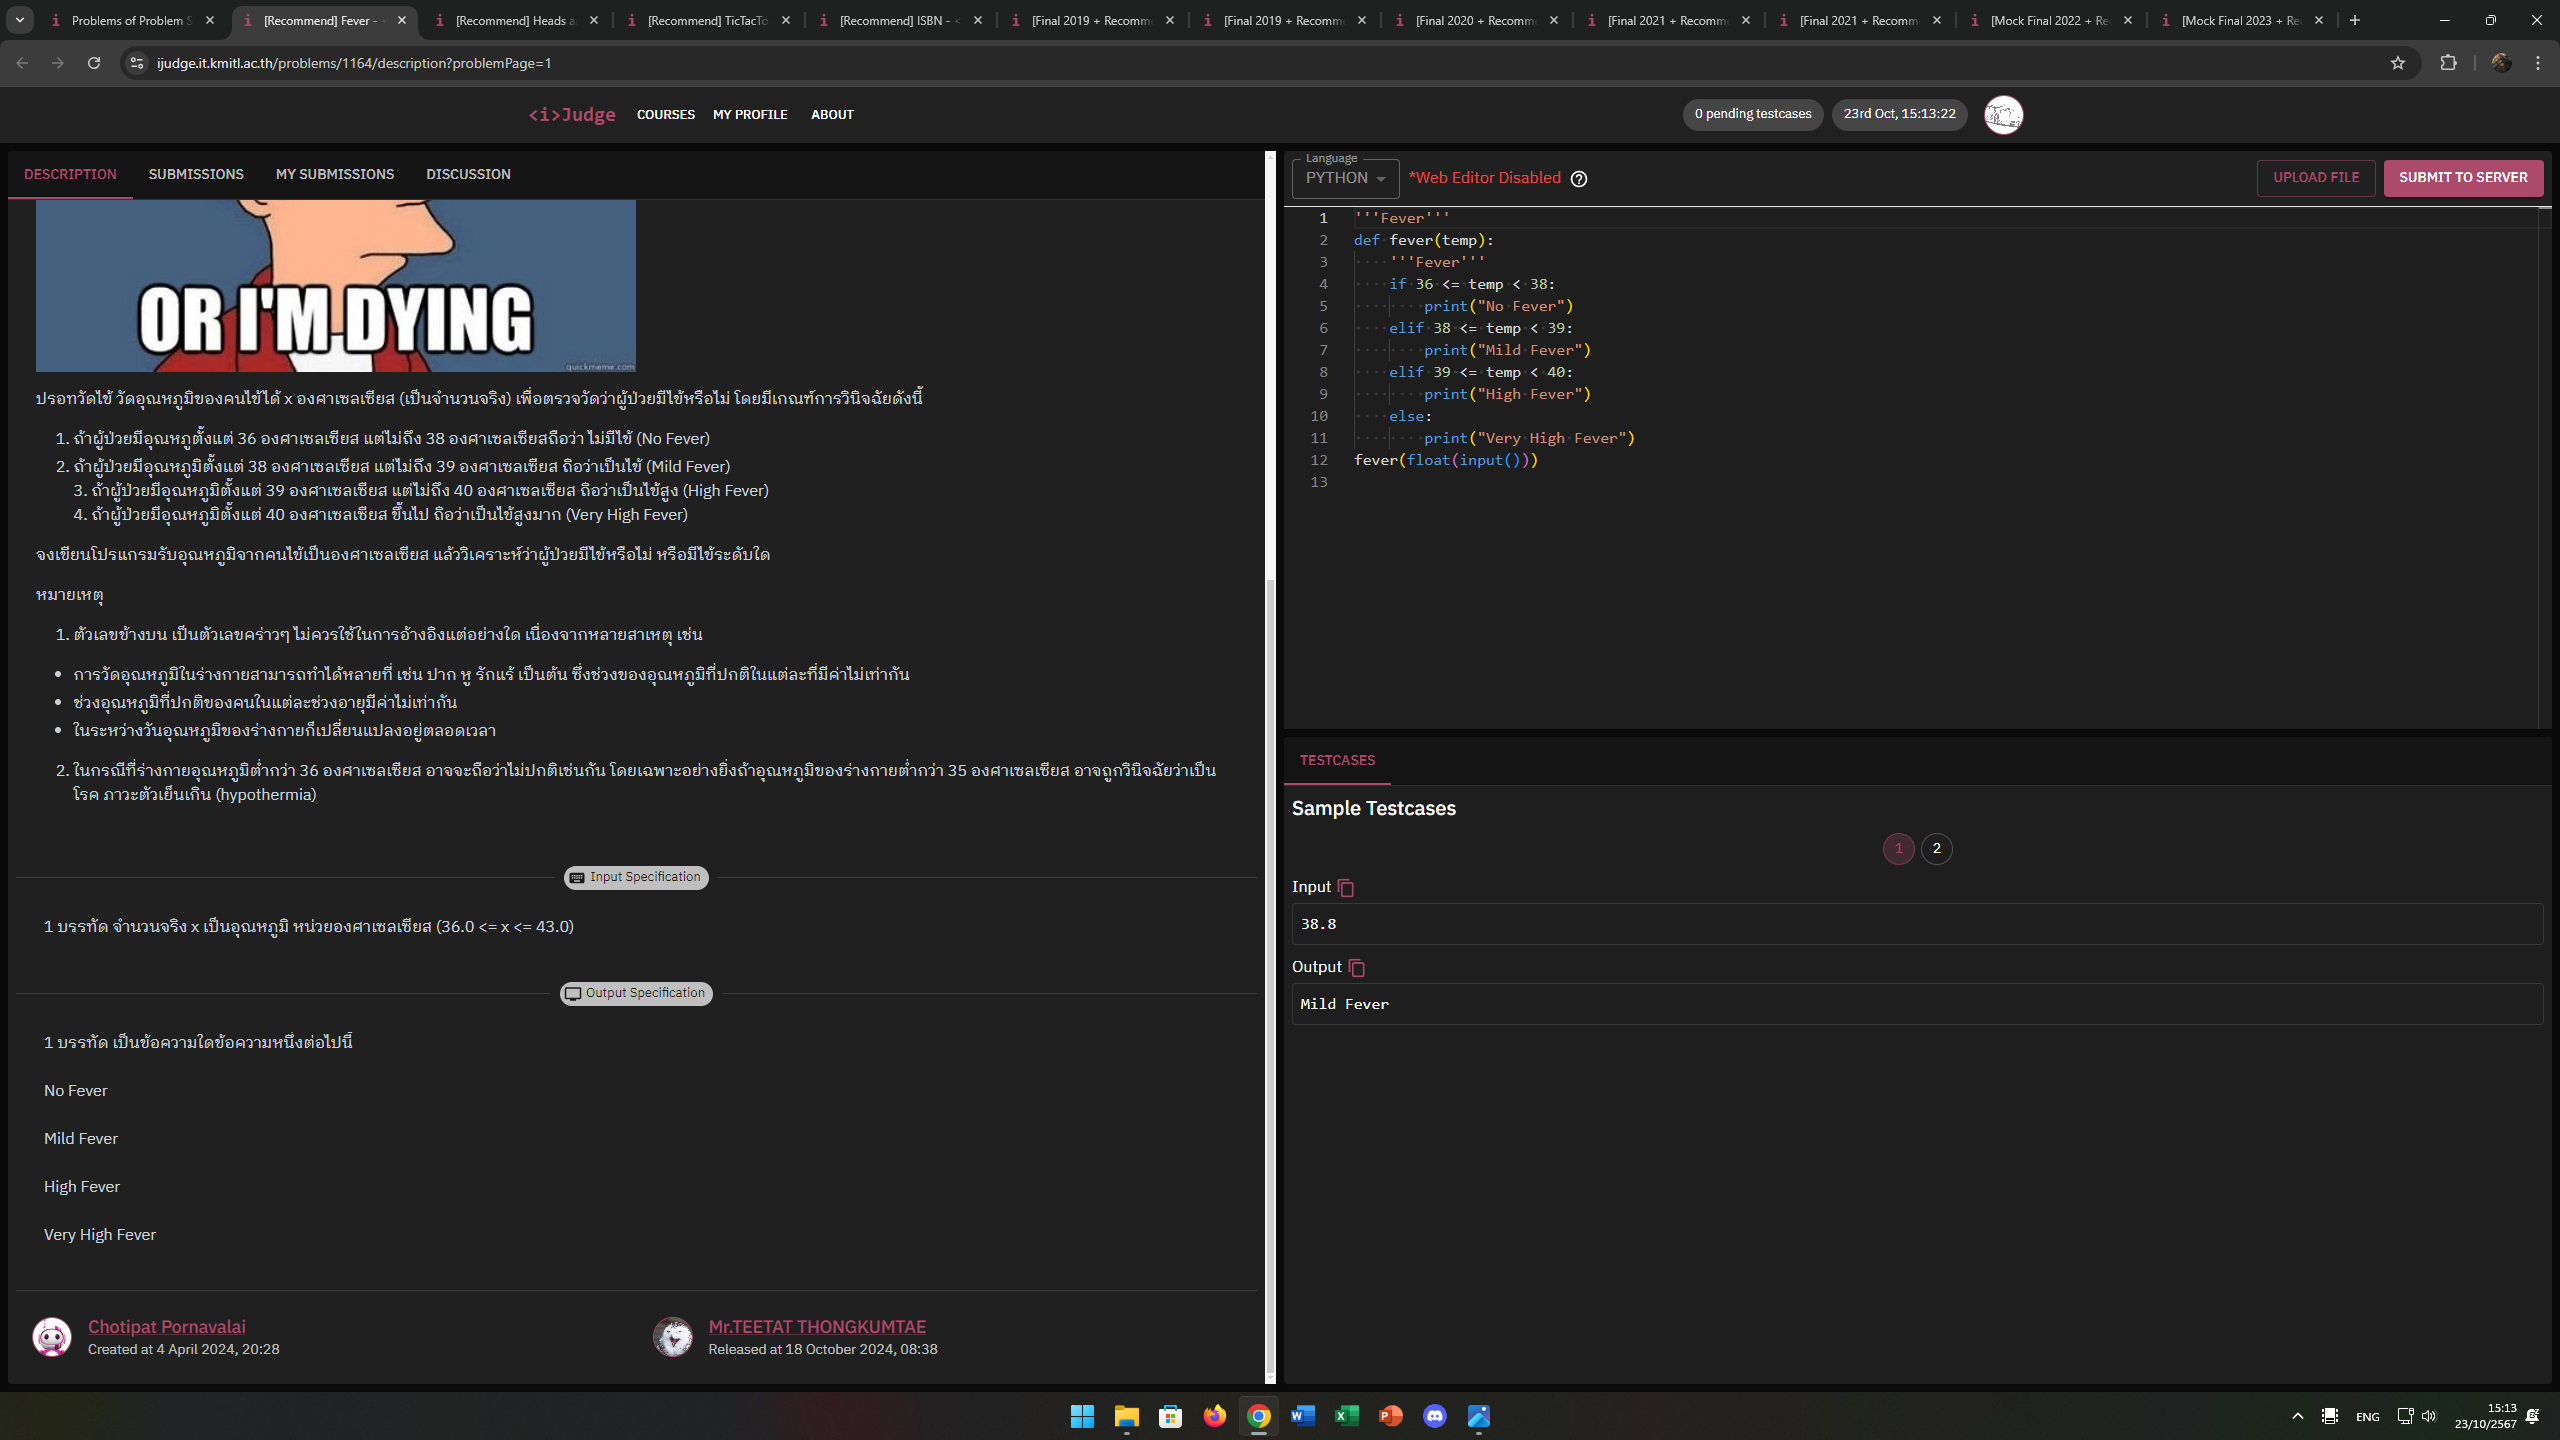 Problems of Problem S
[Recommend] Fever - <
[Recommend] Heads a
[Recommend] TicTacTo
[Recommend] ISBN - <
[Final 2019 + Recomme
[Final 2019 + Recomme
[Final 2020 + Recomme
[Final 2021 + Recomme
[Final 2021 + Recomme
[Mock Final 2022 + Re
[Mock Final 2023 + Re
ijudge.it.kmitl.ac.th/problems/1164/description?problemPage=1
<i>Judge COURSES MY PROFILE ABOUT
0 pending testcases 23rd Oct, 15:13:22
DESCRIPTION SUBMISSIONS MY SUBMISSIONS DISCUSSION
OR I'M DYING
quickmeme.com
ปรอทวัดไข้ วัดอุณหภูมิของคนไข้ได้ x องศาเซลเซียส (เป็นจำนวนจริง) เพื่อตรวจวัดว่าผู้ป่วยมีไข้หรือไม่ โดยมีเกณฑ์การวินิจฉัยดังนี้
1. ถ้าผู้ป่วยมีอุณหภูตั้งแต่ 36 องศาเซลเซียส แต่ไม่ถึง 38 องศาเซลเซียสถือว่า ไม่มีไข้ (No Fever)
2. ถ้าผู้ป่วยมีอุณหภูมิตั้งแต่ 38 องศาเซลเซียส แต่ไม่ถึง 39 องศาเซลเซียส ถือว่าเป็นไข้ (Mild Fever)
3. ถ้าผู้ป่วยมีอุณหภูมิตั้งแต่ 39 องศาเซลเซียส แต่ไม่ถึง 40 องศาเซลเซียส ถือว่าเป็นไข้สูง (High Fever)
4. ถ้าผู้ป่วยมีอุณหภูมิตั้งแต่ 40 องศาเซลเซียส ขึ้นไป ถือว่าเป็นไข้สูงมาก (Very High Fever)
จงเขียนโปรแกรมรับอุณหภูมิจากคนไข้เป็นองศาเซลเซียส แล้ววิเคราะห์ว่าผู้ป่วยมีไข้หรือไม่ หรือมีไข้ระดับใด
หมายเหตุ
1. ตัวเลขข้างบน เป็นตัวเลขคร่าวๆ ไม่ควรใช้ในการอ้างอิงแต่อย่างใด เนื่องจากหลายสาเหตุ เช่น
• การวัดอุณหภูมิในร่างกายสามารถทำได้หลายที่ เช่น ปาก หู รักแร้ เป็นต้น ซึ่งช่วงของอุณหภูมิที่ปกติในแต่ละที่มีค่าไม่เท่ากัน
• ช่วงอุณหภูมิที่ปกติของคนในแต่ละช่วงอายุมีค่าไม่เท่ากัน
• ในระหว่างวันอุณหภูมิของร่างกายก็เปลี่ยนแปลงอยู่ตลอดเวลา
2. ในกรณีที่ร่างกายอุณหภูมิต่ำกว่า 36 องศาเซลเซียส อาจจะถือว่าไม่ปกติเช่นกัน โดยเฉพาะอย่างยิ่งถ้าอุณหภูมิของร่างกายต่ำกว่า 35 องศาเซลเซียส อาจถูกวินิจฉัยว่าเป็น
โรค ภาวะตัวเย็นเกิน (hypothermia)
Input Specification
1 บรรทัด จำนวนจริง x เป็นอุณหภูมิ หน่วยองศาเซลเซียส (36.0 <= x <= 43.0)
Output Specification
1 บรรทัด เป็นข้อความใดข้อความหนึ่งต่อไปนี้
No Fever
Mild Fever
High Fever
Very High Fever
Chotipat Pornavalai
Created at 4 April 2024, 20:28
Mr.TEETAT THONGKUMTAE
Released at 18 October 2024, 08:38
Language
PYTHON *Web Editor Disabled
UPLOAD FILE SUBMIT TO SERVER
1 '''Fever'''
2 def fever(temp):
3     '''Fever'''
4     if 36 <= temp < 38:
5         print("No Fever")
6     elif 38 <= temp < 39:
7         print("Mild Fever")
8     elif 39 <= temp < 40:
9         print("High Fever")
10     else:
11         print("Very High Fever")
12 fever(float(input()))
13
TESTCASES
Sample Testcases
1 2
Input
38.8
Output
Mild Fever
ENG
15:13
23/10/2567